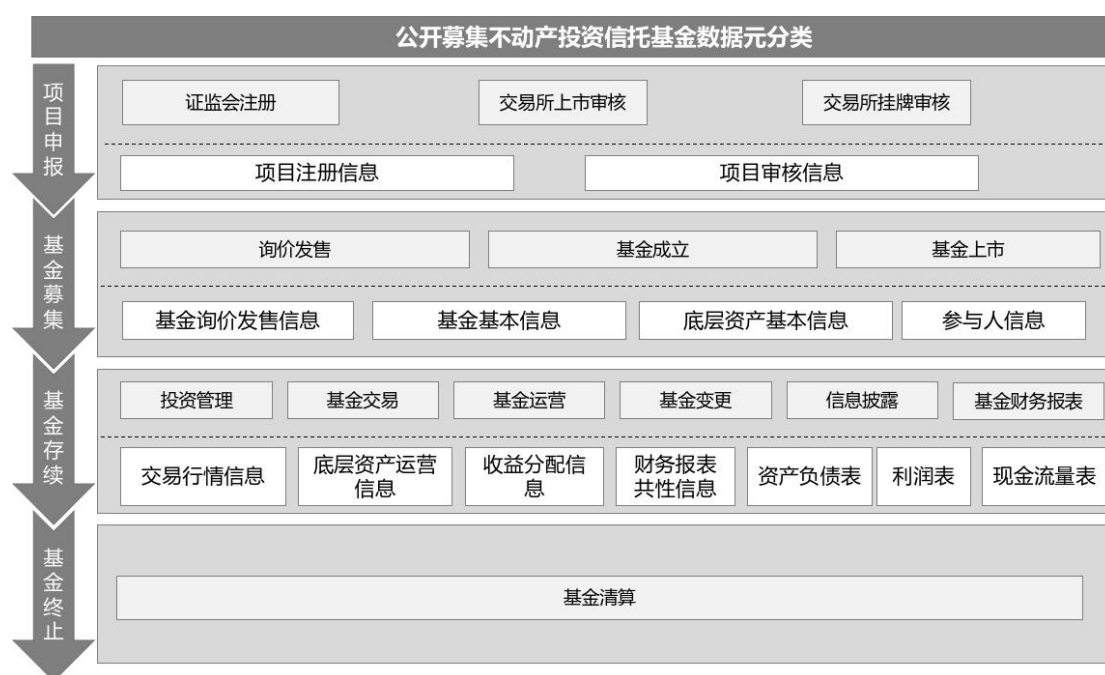 公开募集不动产投资信托基金数据元分类
项目申报
证监会注册
交易所上市审核
交易所挂牌审核
项目注册信息
项目审核信息
基金募集
询价发售
基金成立
基金上市
基金询价发售信息
基金基本信息
底层资产基本信息
参与人信息
基金存续
投资管理
基金交易
基金运营
基金变更
信息披露
基金财务报表
交易行情信息
底层资产运营
信息
收益分配信
息
财务报表
共性信息
资产负债表
利润表
现金流量表
基金终止
基金清算